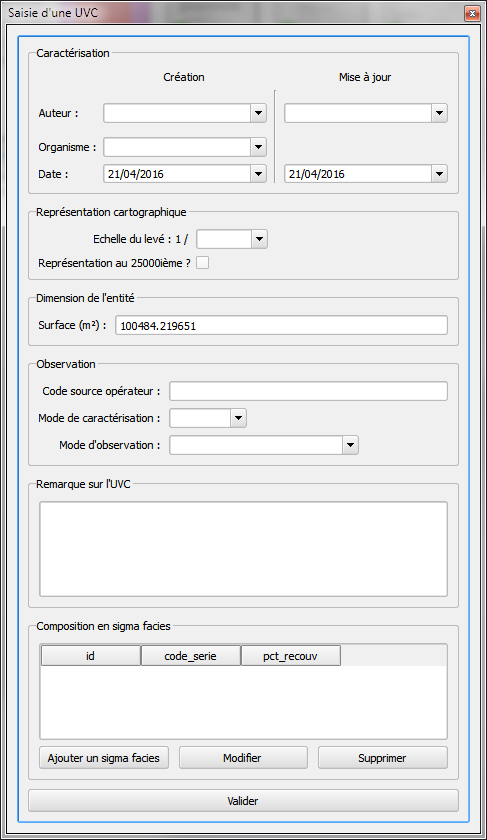 Saisie d'une UVC
Caractérisation
Création Mise à jour
Auteur :
Organisme :
Date : 21/04/2016 21/04/2016
Représentation cartographique
Echelle du levé : 1 /
Représentation au 25000ième ?
Dimension de l'entité
Surface (m²) : 100484.219651
Observation
Code source opérateur :
Mode de caractérisation :
Mode d'observation :
Remarque sur l'UVC
Composition en sigma facies
id code_serie pct_recouv
Ajouter un sigma facies Modifier Supprimer
Valider